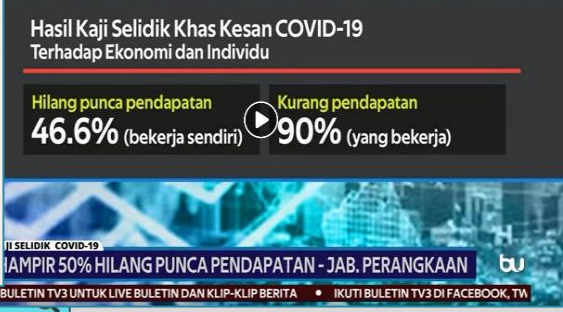 Hasil Kaji Selidik Khas Kesan COVID-19
Terhadap Ekonomi dan Individu
Hilang punca pendapatan
46.6% (bekerja sendiri)
Kurang pendapatan
90% (yang bekerja)
JI SELIDIK COVID-19
HAMPIR 50% HILANG PUNCA PENDAPATAN - JAB. PERANGKAAN
bu
BULETIN TV3 UNTUK LIVE BULETIN DAN KLIP-KLIP BERITA • IKUTI BULETIN TV3 DI FACEBOOK, TW